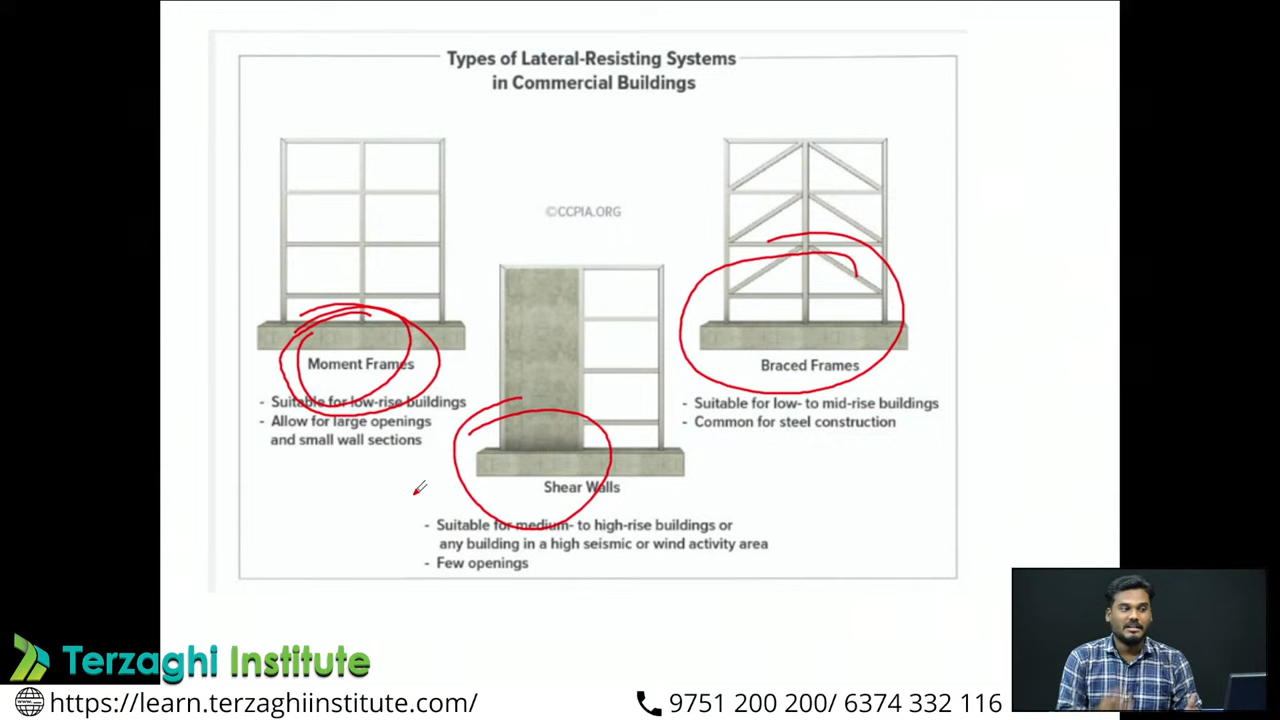 Types of Lateral-Resisting Systems
in Commercial Buildings
©CCPIA.ORG
Moment Frames
- Suitable for low-rise buildings
- Allow for large openings
and small wall sections
Shear Walls
- Suitable for medium- to high-rise buildings or
any building in a high seismic or wind activity area
- Few openings
Braced Frames
- Suitable for low- to mid-rise buildings
- Common for steel construction
Terzaghi Institute
https://learn.terzaghiinstitute.com/
9751 200 200/ 6374 332 116